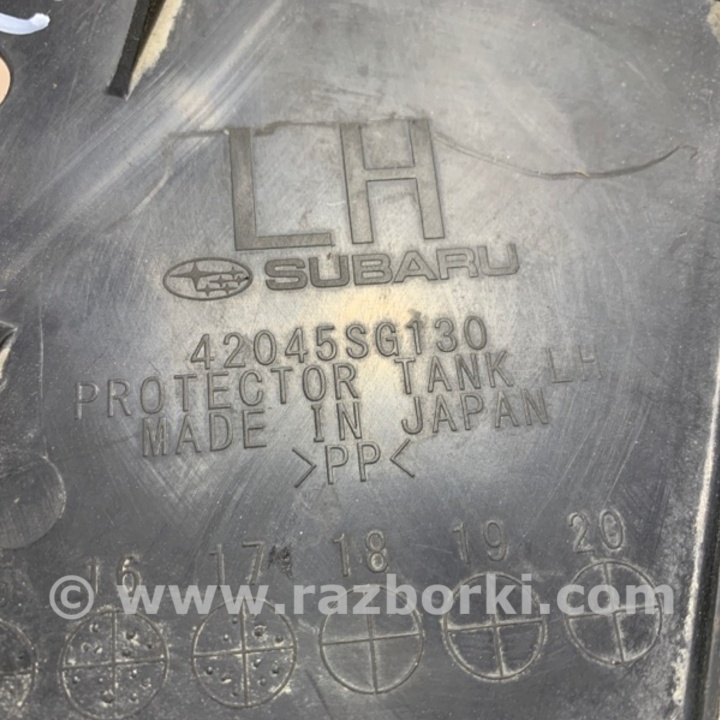 LH
SUBARU
42045SG130
PROTECTOR TANK LH
MADE IN JAPAN
>PP<
16 17 18 19 20
© www.razborki.com